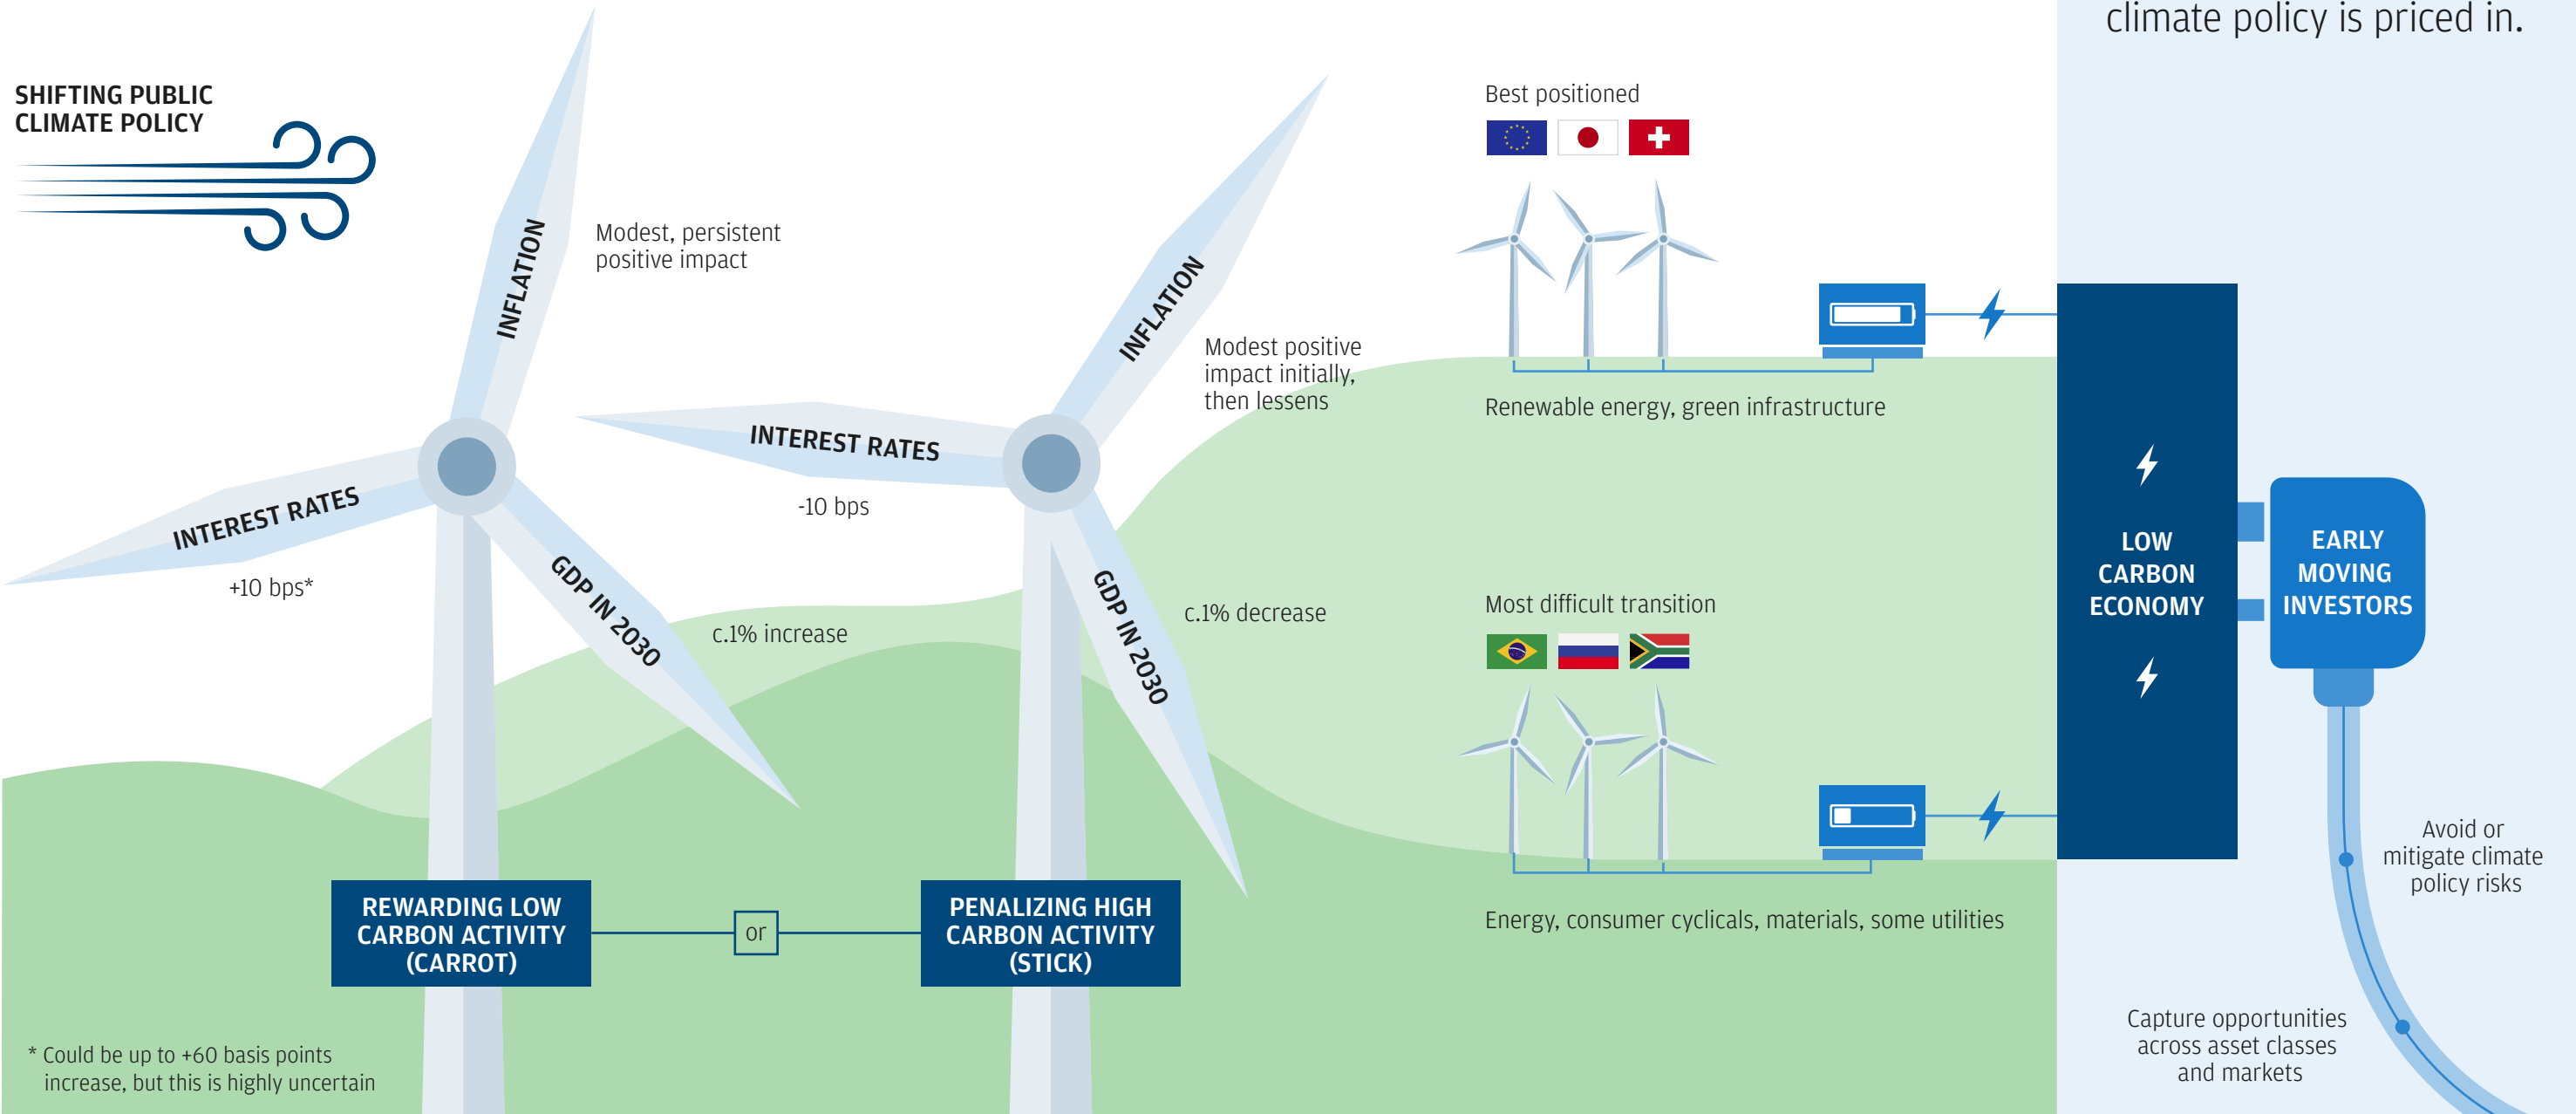 climate policy is priced in.
SHIFTING PUBLIC
CLIMATE POLICY
INFLATION
Modest, persistent
positive impact
INTEREST RATES
+10 bps*
GDP IN 2030
c.1% increase
REWARDING LOW
CARBON ACTIVITY
(CARROT)
or
INFLATION
Modest positive
impact initially,
then lessens
INTEREST RATES
-10 bps
GDP IN 2030
c.1% decrease
PENALIZING HIGH
CARBON ACTIVITY
(STICK)
Best positioned
Renewable energy, green infrastructure
Most difficult transition
Energy, consumer cyclicals, materials, some utilities
LOW
CARBON
ECONOMY
EARLY
MOVING
INVESTORS
Avoid or
mitigate climate
policy risks
Capture opportunities
across asset classes
and markets
* Could be up to +60 basis points
increase, but this is highly uncertain